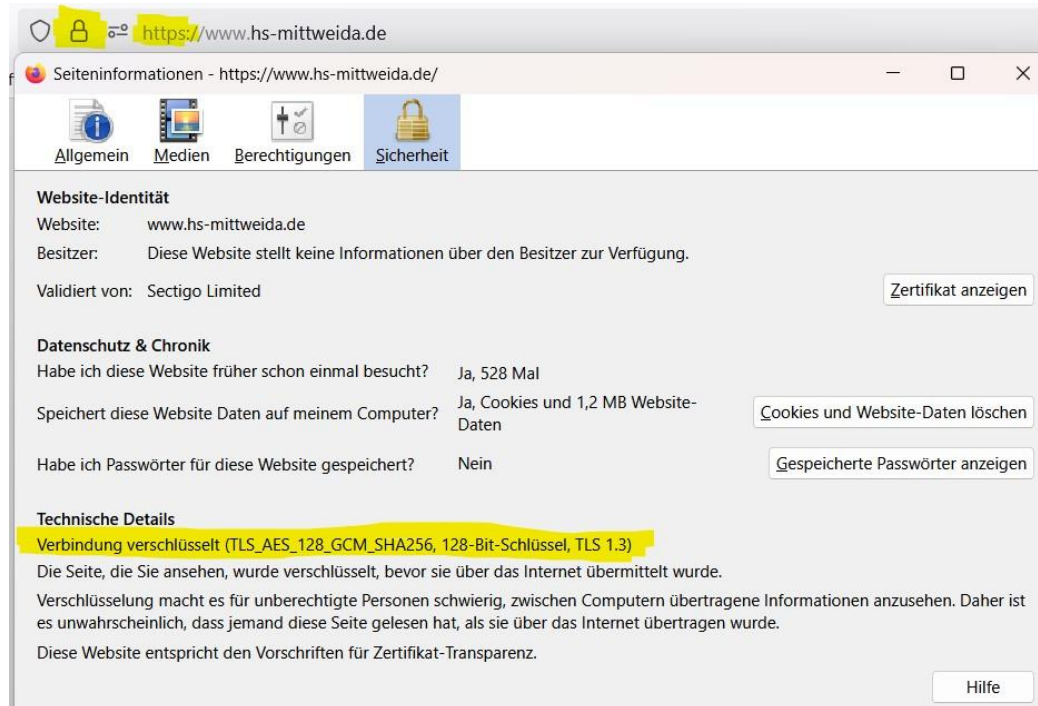 https://www.hs-mittweida.de
Seiteninformationen - https://www.hs-mittweida.de/
Allgemein Medien Berechtigungen Sicherheit
Website-Identität
Website: www.hs-mittweida.de
Besitzer: Diese Website stellt keine Informationen über den Besitzer zur Verfügung.
Validiert von: Sectigo Limited
Zertifikat anzeigen
Datenschutz & Chronik
Habe ich diese Website früher schon einmal besucht? Ja, 528 Mal
Speichert diese Website Daten auf meinem Computer? Ja, Cookies und 1,2 MB Website-
Daten
Cookies und Website-Daten löschen
Habe ich Passwörter für diese Website gespeichert? Nein
Gespeicherte Passwörter anzeigen
Technische Details
Verbindung verschlüsselt (TLS_AES_128_GCM_SHA256, 128-Bit-Schlüssel, TLS 1.3)
Die Seite, die Sie ansehen, wurde verschlüsselt, bevor sie über das Internet übermittelt wurde.
Verschlüsselung macht es für unberechtigte Personen schwierig, zwischen Computern übertragene Informationen anzusehen. Daher ist
es unwahrscheinlich, dass jemand diese Seite gelesen hat, als sie über das Internet übertragen wurde.
Diese Website entspricht den Vorschriften für Zertifikat-Transparenz.
Hilfe